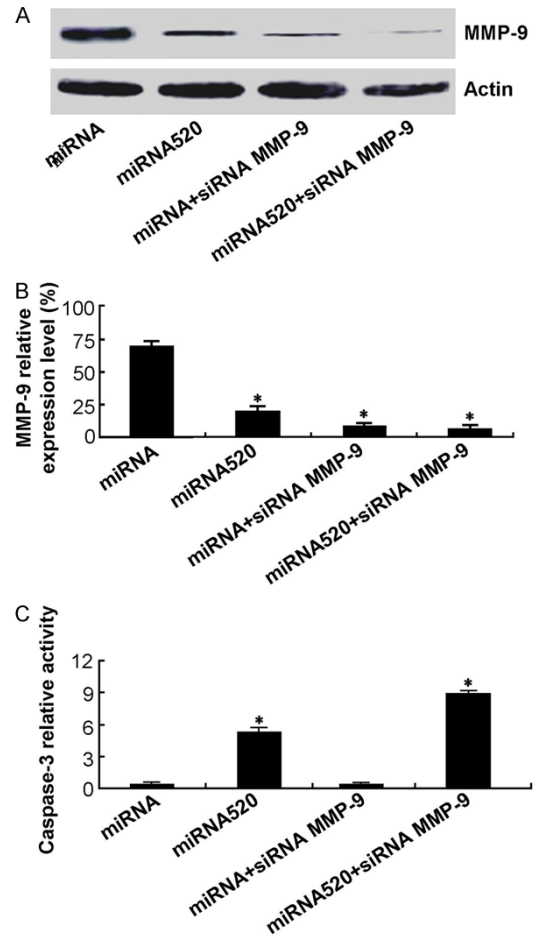 A
MMP-9
Actin
miRNA
miRNA520
miRNA+siRNA MMP-9
miRNA520+siRNA MMP-9
B
MMP-9 relative
expression level (%)
100
75
50
25
0
*
*
*
miRNA
miRNA520
miRNA+siRNA MMP-9
miRNA520+siRNA MMP-9
C
Caspase-3 relative activity
12
9
6
3
0
*
*
miRNA
miRNA520
miRNA+siRNA MMP-9
miRNA520+siRNA MMP-9